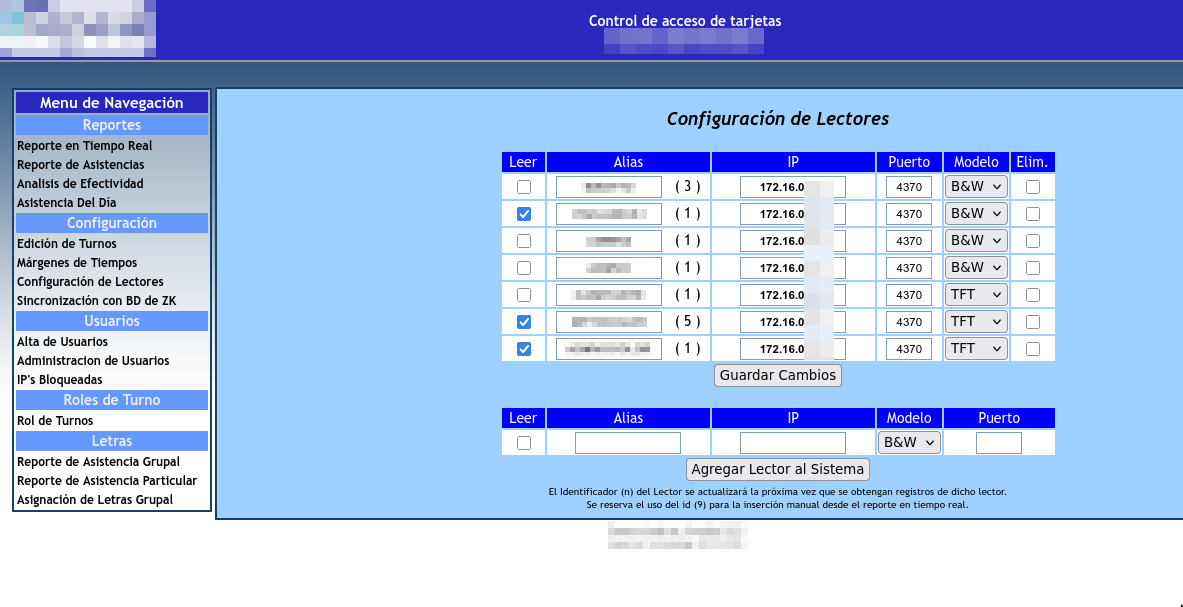 Control de acceso de tarjetas
Menu de Navegación
Reportes
Reporte en Tiempo Real
Reporte de Asistencias
Analisis de Efectividad
Asistencia Del Día
Configuración
Edición de Turnos
Márgenes de Tiempos
Configuración de Lectores
Sincronización con BD de ZK
Usuarios
Alta de Usuarios
Administracion de Usuarios
IP's Bloqueadas
Roles de Turno
Rol de Turnos
Letras
Reporte de Asistencia Grupal
Reporte de Asistencia Particular
Asignación de Letras Grupal
Configuración de Lectores
Leer Alias IP Puerto Modelo Elim.
( 3 ) 172.16.0 4370 B&W
( 1 ) 172.16.0 4370 B&W
( 1 ) 172.16.0 4370 B&W
( 1 ) 172.16.0 4370 B&W
( 1 ) 172.16.0 4370 TFT
( 5 ) 172.16.0 4370 TFT
( 1 ) 172.16.0 4370 TFT
Guardar Cambios
Leer Alias IP Modelo Puerto
B&W
Agregar Lector al Sistema
El Identificador (n) del Lector se actualizará la próxima vez que se obtengan registros de dicho lector.
Se reserva el uso del id (9) para la inserción manual desde el reporte en tiempo real.